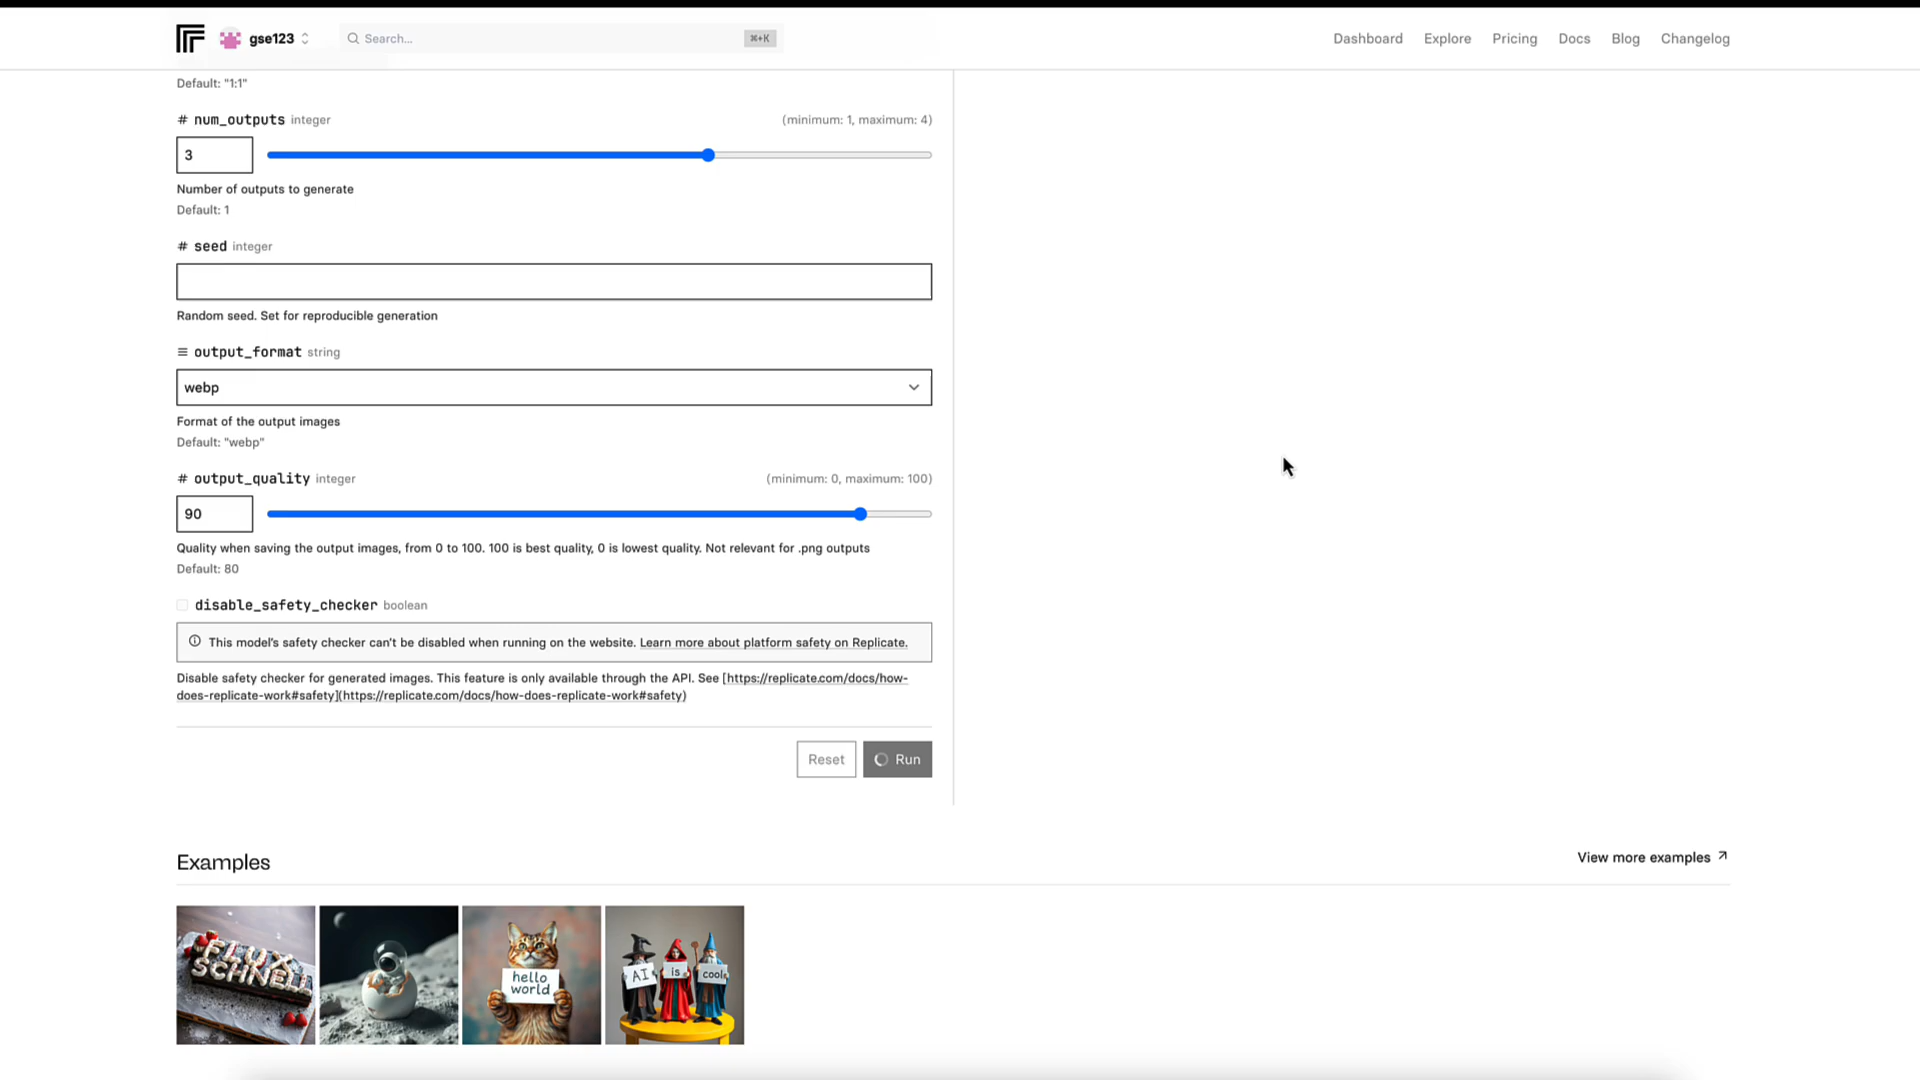 gse123
Search...
⌘+K
Dashboard
Explore
Pricing
Docs
Blog
Changelog
Default: "1:1"
# num_outputs integer (minimum: 1, maximum: 4)
3
Number of outputs to generate
Default: 1
# seed integer
Random seed. Set for reproducible generation
output_format string
webp
Format of the output images
Default: "webp"
# output_quality integer (minimum: 0, maximum: 100)
90
Quality when saving the output images, from 0 to 100. 100 is best quality, 0 is lowest quality. Not relevant for .png outputs
Default: 80
disable_safety_checker boolean
This model's safety checker can't be disabled when running on the website. Learn more about platform safety on Replicate.
Disable safety checker for generated images. This feature is only available through the API. See [https://replicate.com/docs/how-
does-replicate-work#safety](https://replicate.com/docs/how-does-replicate-work#safety)
Reset
Run
Examples
View more examples
FLUX
SCHNELL
hello
world
AI
is
cool